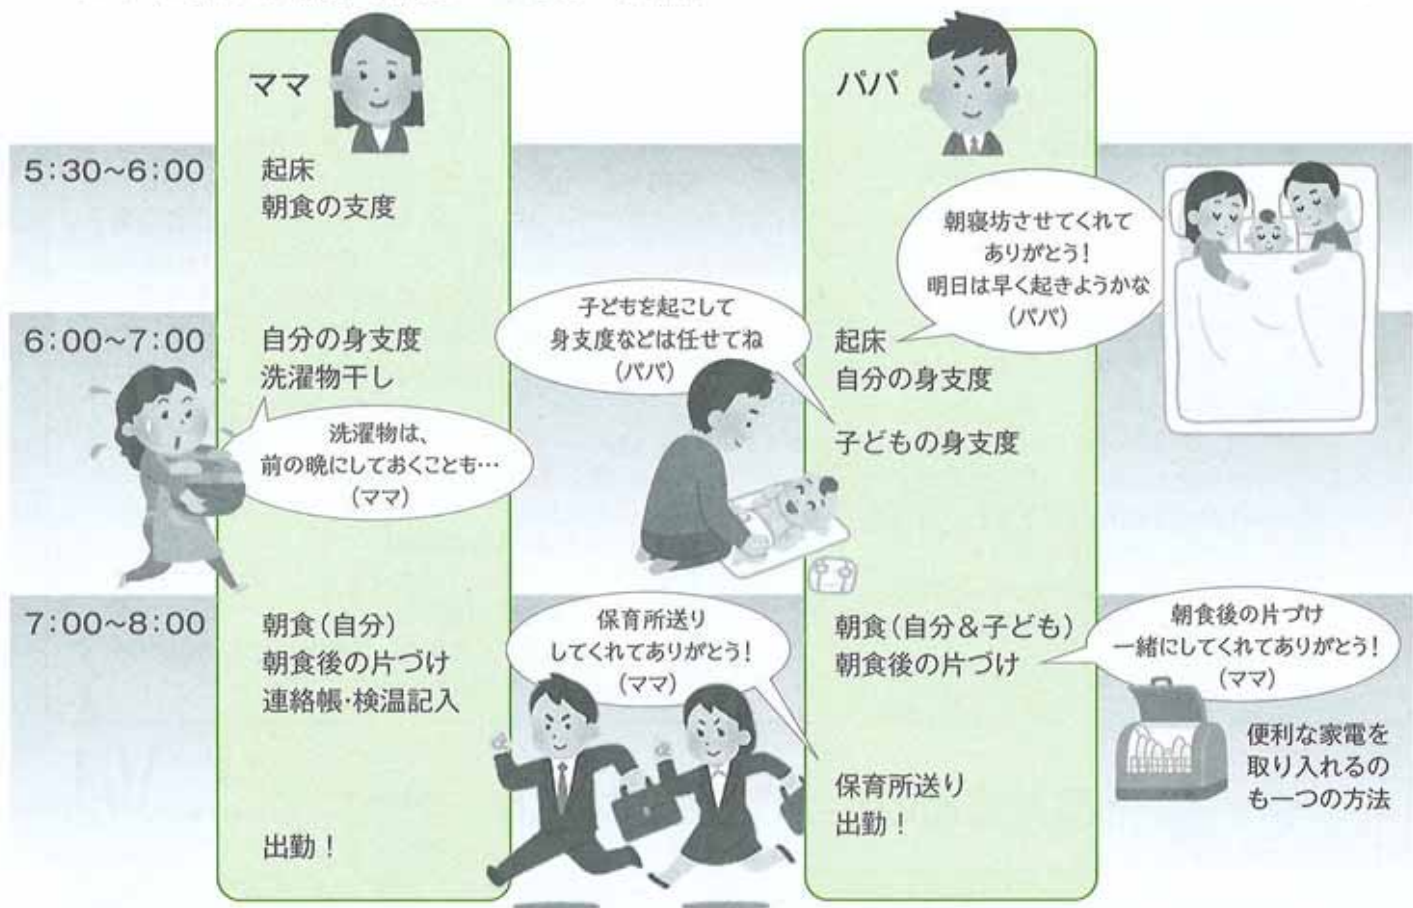 ママ
パパ
5:30～6:00
起床
朝食の支度
朝寝坊させてくれて
ありがとう！
明日は早く起きようかな
（パパ）
6:00～7:00
自分の身支度
洗濯物干し
洗濯物は、
前の晩にしておくことも…
（ママ）
子どもを起こして
身支度などは任せてね
（パパ）
起床
自分の身支度
子どもの身支度
7:00～8:00
朝食（自分）
朝食後の片づけ
連絡帳・検温記入
出勤！
保育所送り
してくれてありがとう！
（ママ）
朝食（自分＆子ども）
朝食後の片づけ
保育所送り
出勤！
朝食後の片づけ
一緒にしてくれてありがとう！
（ママ）
便利な家電を
取り入れるの
も一つの方法